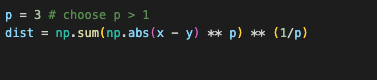 p = 3 # choose p > 1
dist = np.sum(np.abs(x - y) ** p) ** (1/p)